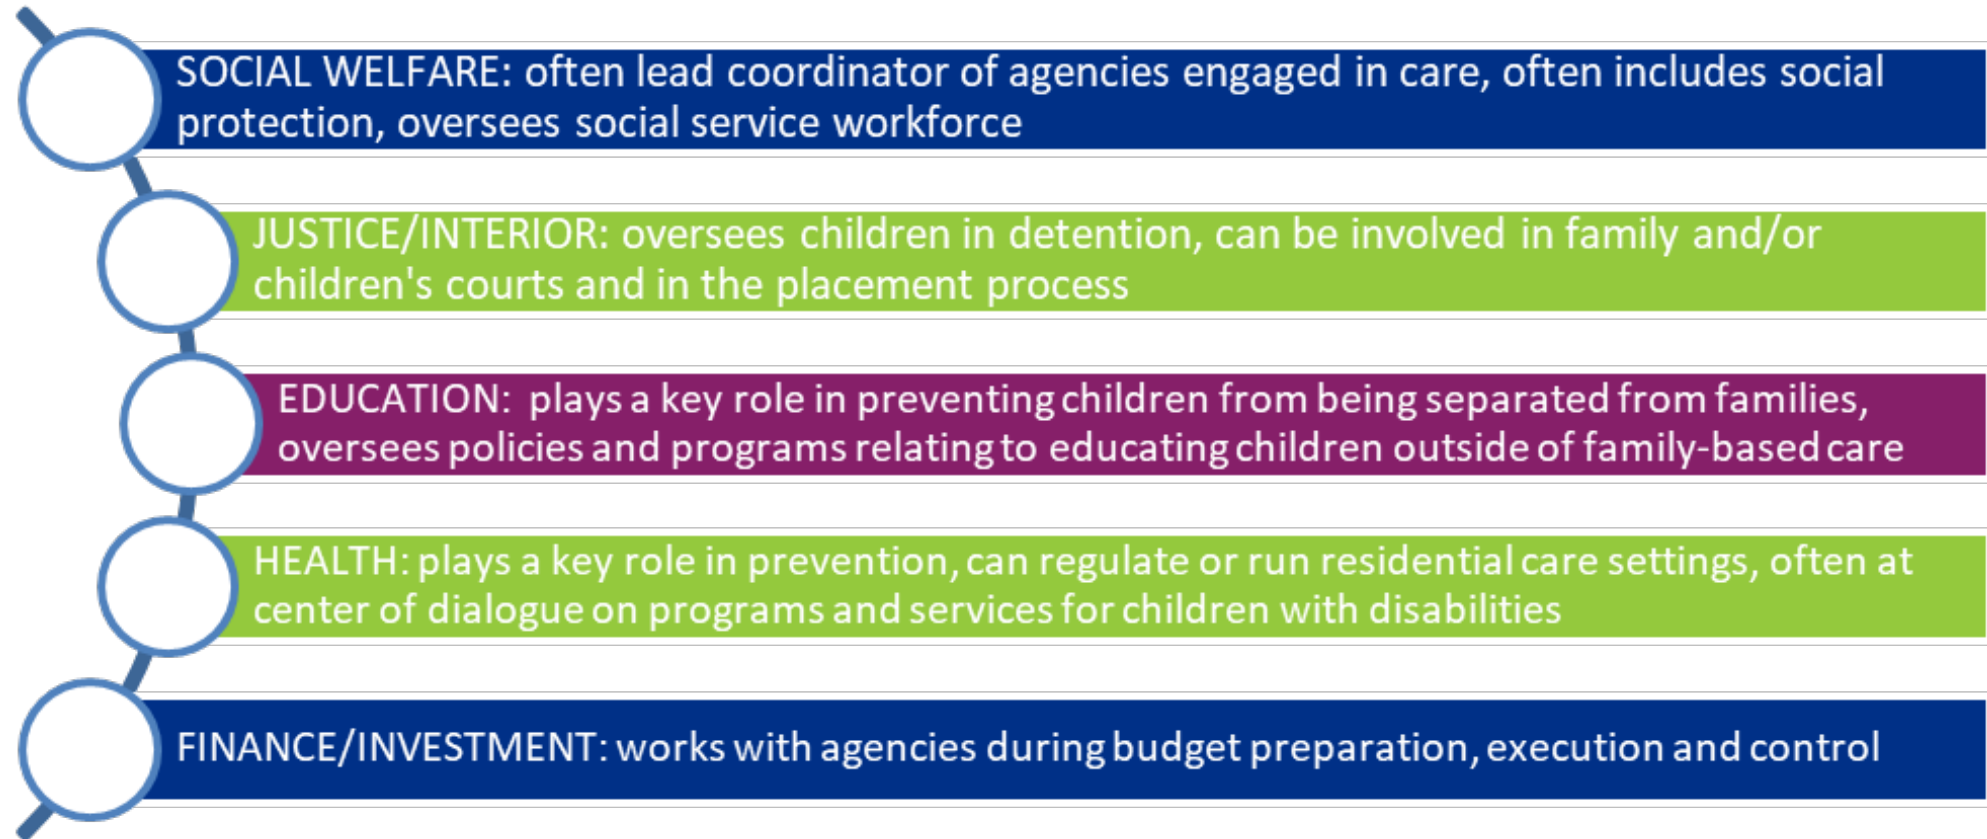 SOCIAL WELFARE: often lead coordinator of agencies engaged in care, often includes social
protection, oversees social service workforce
JUSTICE/INTERIOR: oversees children in detention, can be involved in family and/or
children's courts and in the placement process
EDUCATION: plays a key role in preventing children from being separated from families,
oversees policies and programs relating to educating children outside of family-based care
HEALTH: plays a key role in prevention, can regulate or run residential care settings, often at
center of dialogue on programs and services for children with disabilities
FINANCE/INVESTMENT: works with agencies during budget preparation, execution and control